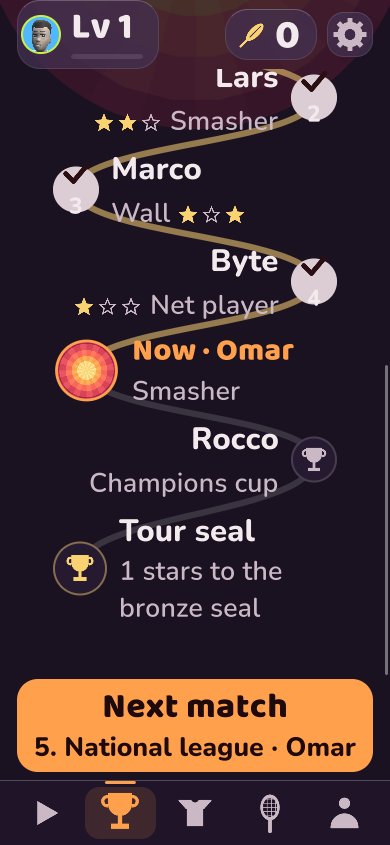 Lv 1
0
Lars
2
Smasher
Marco
3
Wall
Byte
4
Net player
Now · Omar
Smasher
Rocco
Champions cup
Tour seal
1 stars to the
bronze seal
Next match
5. National league · Omar